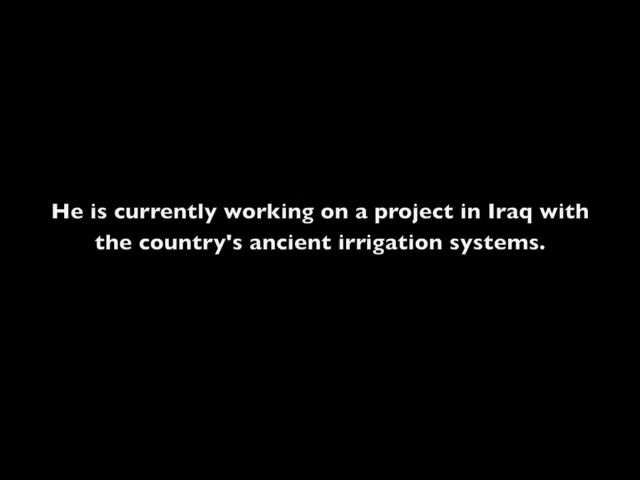 He is currently working on a project in Iraq with
the country's ancient irrigation systems.